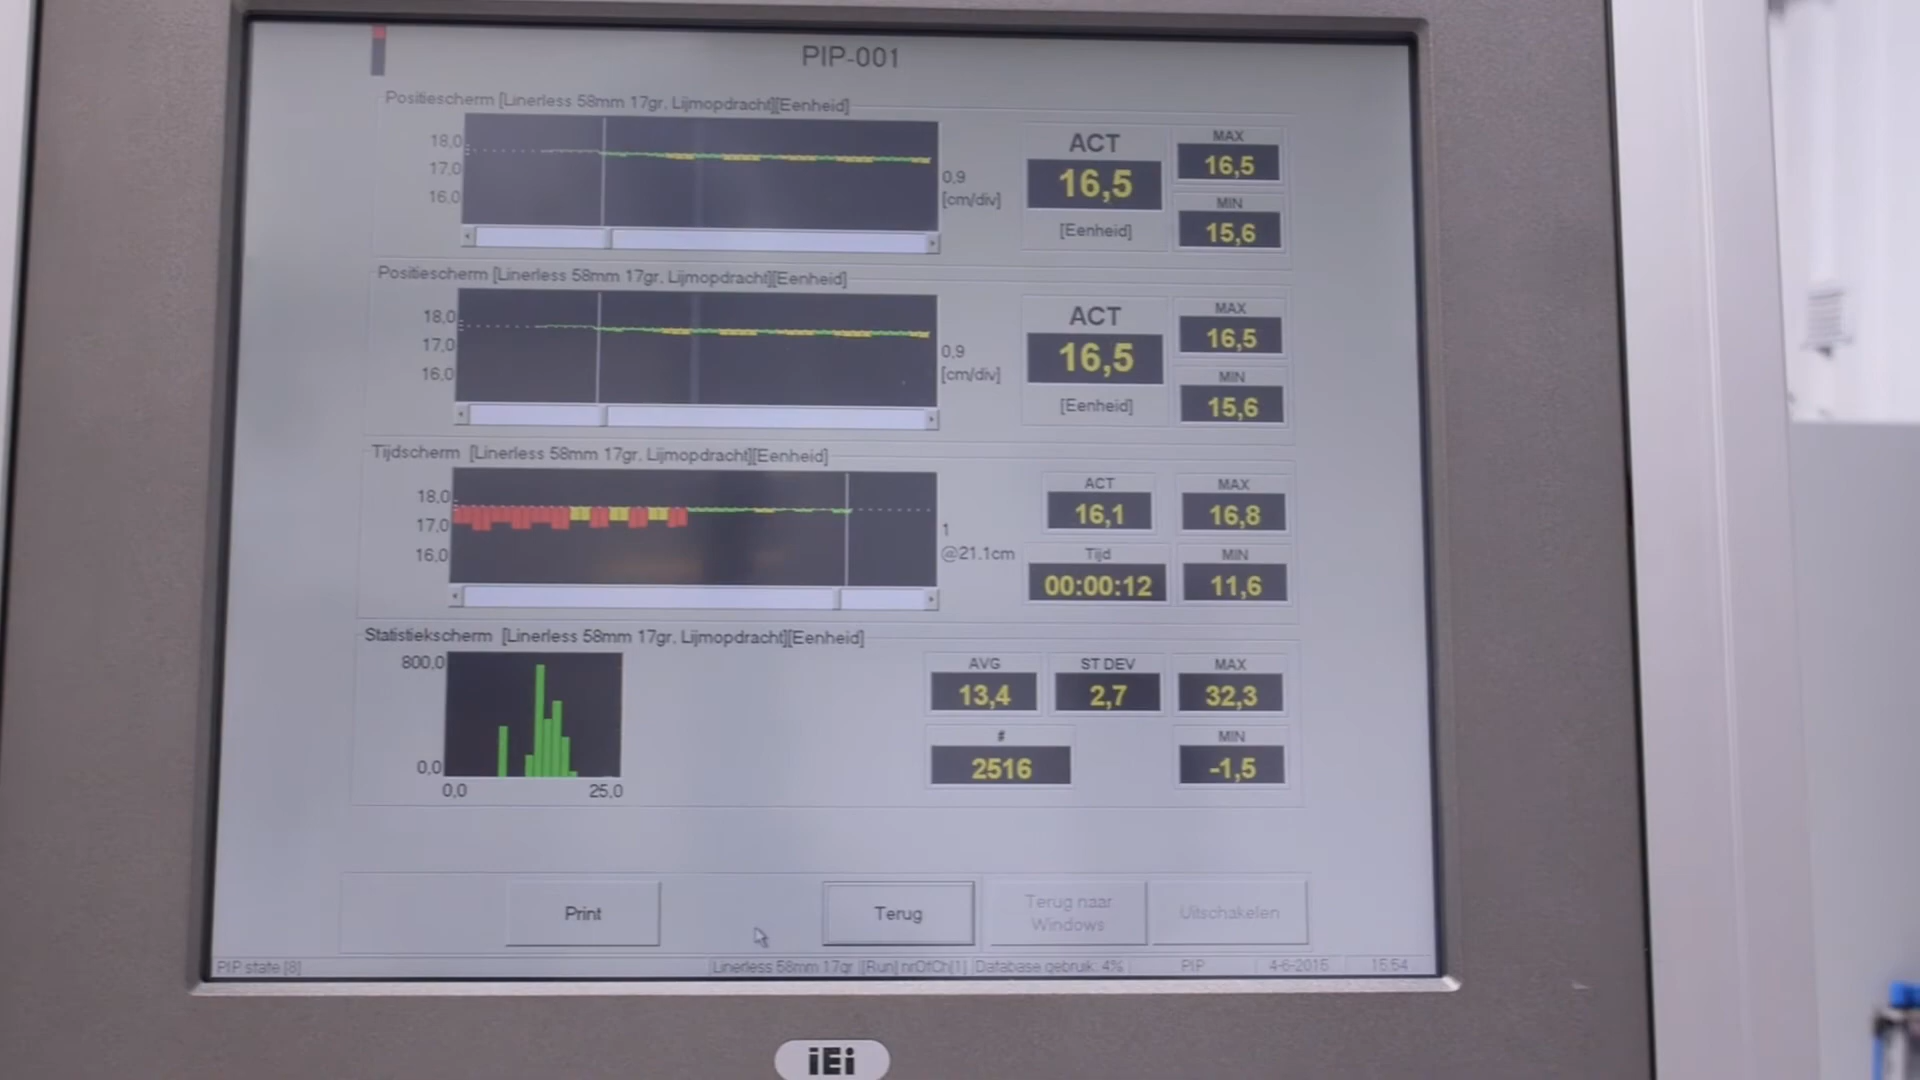 PIP-001
Positiescherm [Linerless 58mm 17gr. Lijmopdracht][Eenheid]
18,0
17,0
16,0
0,9
[cm/div]
ACT
16,5
[Eenheid]
MAX
16,5
MIN
15,6
Positiescherm [Linerless 58mm 17gr. Lijmopdracht][Eenheid]
18,0
17,0
16,0
0,9
[cm/div]
ACT
16,5
[Eenheid]
MAX
16,5
MIN
15,6
Tijdscherm [Linerless 58mm 17gr. Lijmopdracht][Eenheid]
18,0
17,0
16,0
1
@21.1cm
ACT
16,1
MAX
16,8
Tijd
00:00:12
MIN
11,6
Statistiekscherm [Linerless 58mm 17gr. Lijmopdracht][Eenheid]
800,0
0,0
0,0 25,0
AVG
13,4
ST DEV
2,7
MAX
32,3
#
2516
MIN
-1,5
Print
Terug
Terug naar
Windows
Uitschakelen
PIP state [8] Linerless 58mm 17gr [Run] nrOfCh[1] Database gebruik: 4% PIP 4-6-2015 15:54
iEi